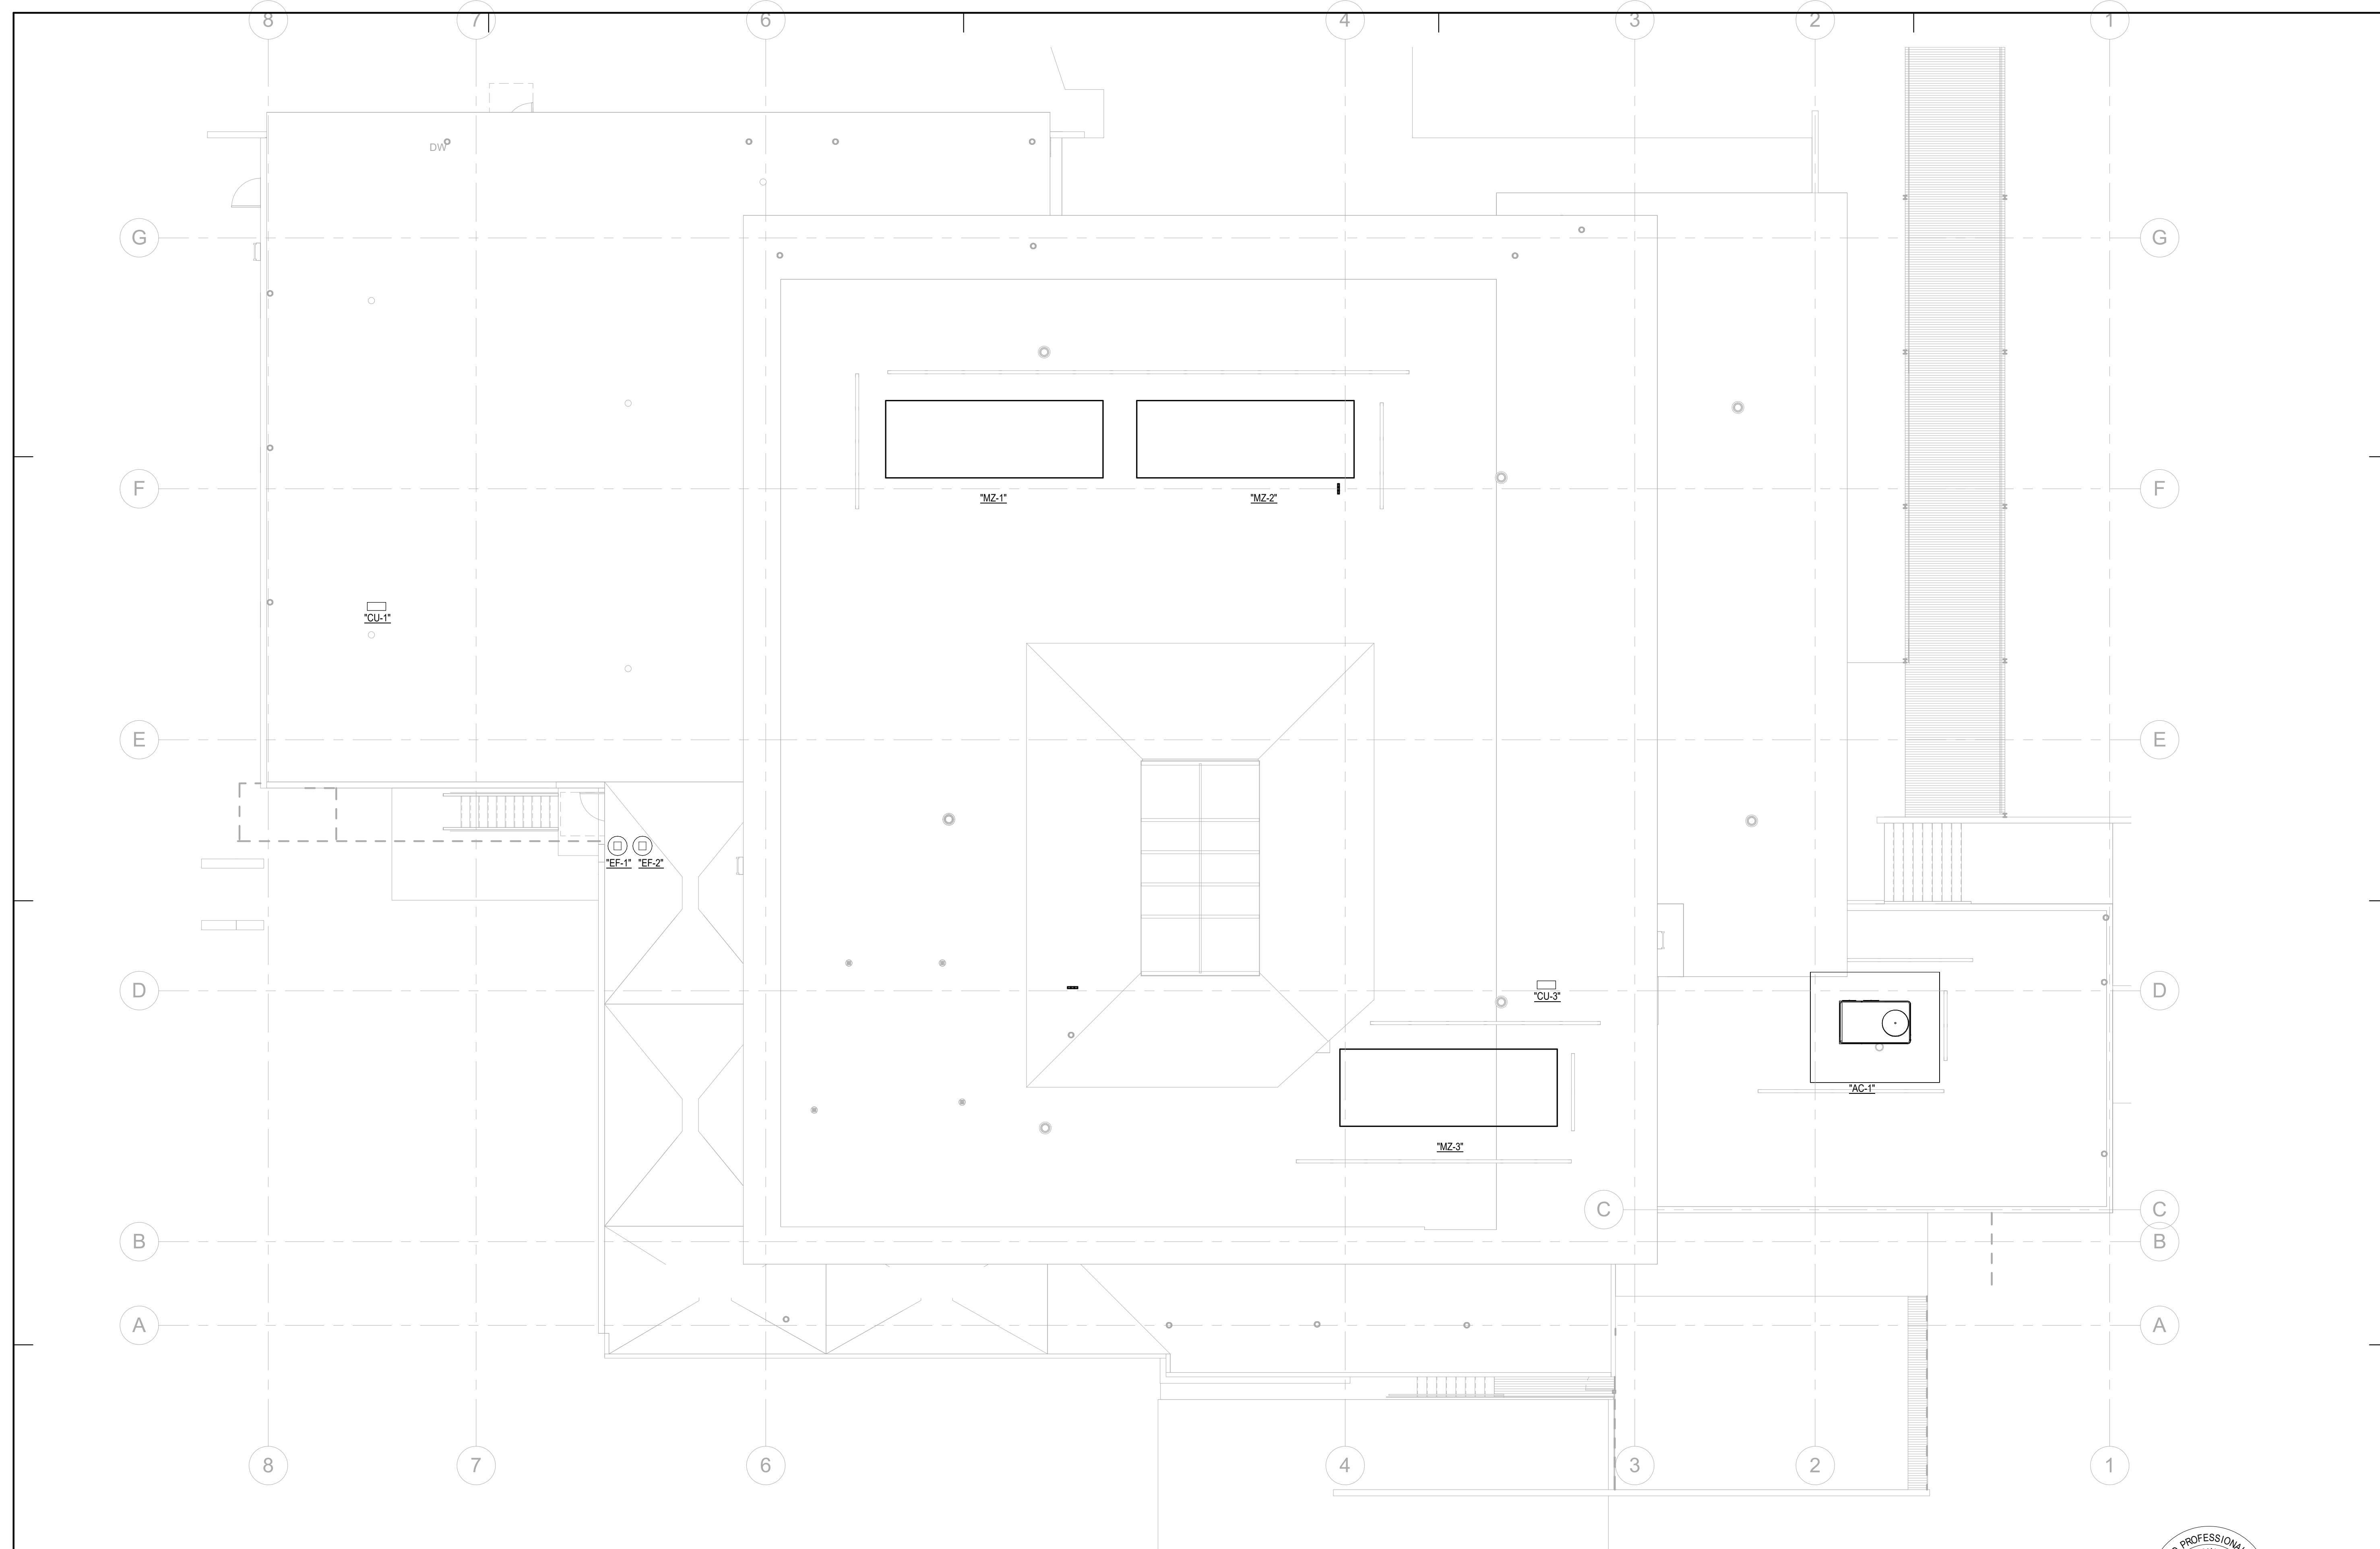 8 7 6 4 3 2 1
DW
G G
F F
"MZ-1" "MZ-2"
"CU-1"
E E
"EF-1" "EF-2"
D D
"CU-3"
"AC-1"
"MZ-3"
C C
B B
A A
8 7 6 4 3 2 1
PROFESSIONAL